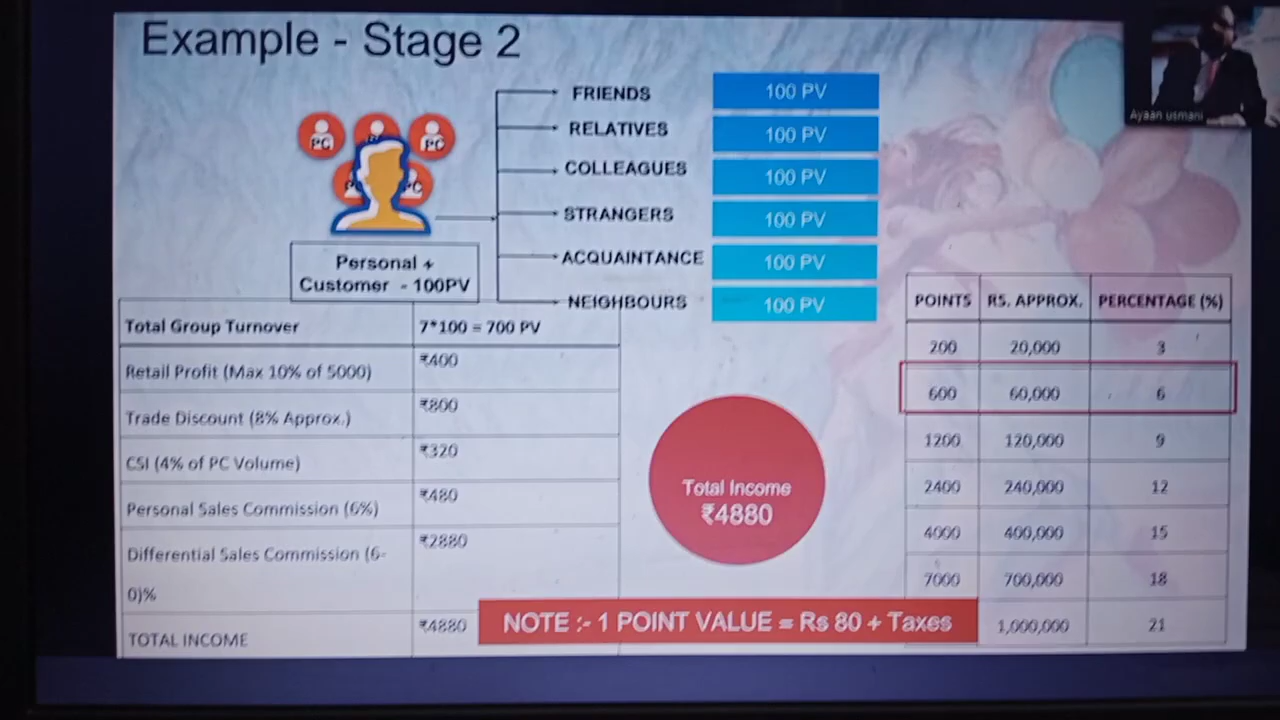 Example - Stage 2
Ayaan usmani
PC
PC
FRIENDS 100 PV
RELATIVES 100 PV
COLLEAGUES 100 PV
STRANGERS 100 PV
ACQUAINTANCE 100 PV
NEIGHBOURS 100 PV
Personal +
Customer - 100PV
Total Group Turnover 7*100 = 700 PV
Retail Profit (Max 10% of 5000) ₹400
Trade Discount (8% Approx.) ₹800
CSI (4% of PC Volume) ₹320
Personal Sales Commission (6%) ₹480
Differential Sales Commission (6- ₹2880
0)%
TOTAL INCOME ₹4880
Total Income
₹4880
POINTS RS. APPROX. PERCENTAGE (%)
200 20,000 3
600 60,000 6
1200 120,000 9
2400 240,000 12
4000 400,000 15
7000 700,000 18
1,000,000 21
NOTE :- 1 POINT VALUE = Rs 80 + Taxes